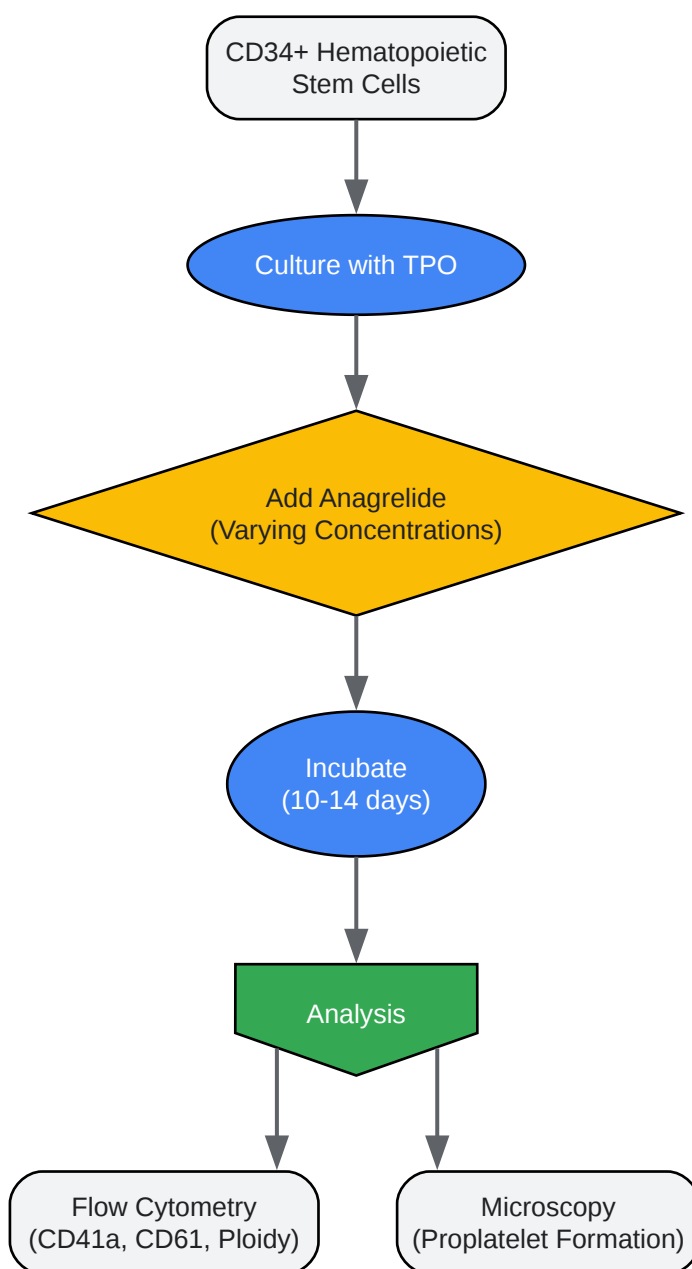 CD34+ Hematopoietic
Stem Cells
Culture with TPO
Add Anagrelide
(Varying Concentrations)
Incubate
(10-14 days)
Analysis
Flow Cytometry
(CD41a, CD61, Ploidy)
Microscopy
(Proplatelet Formation)